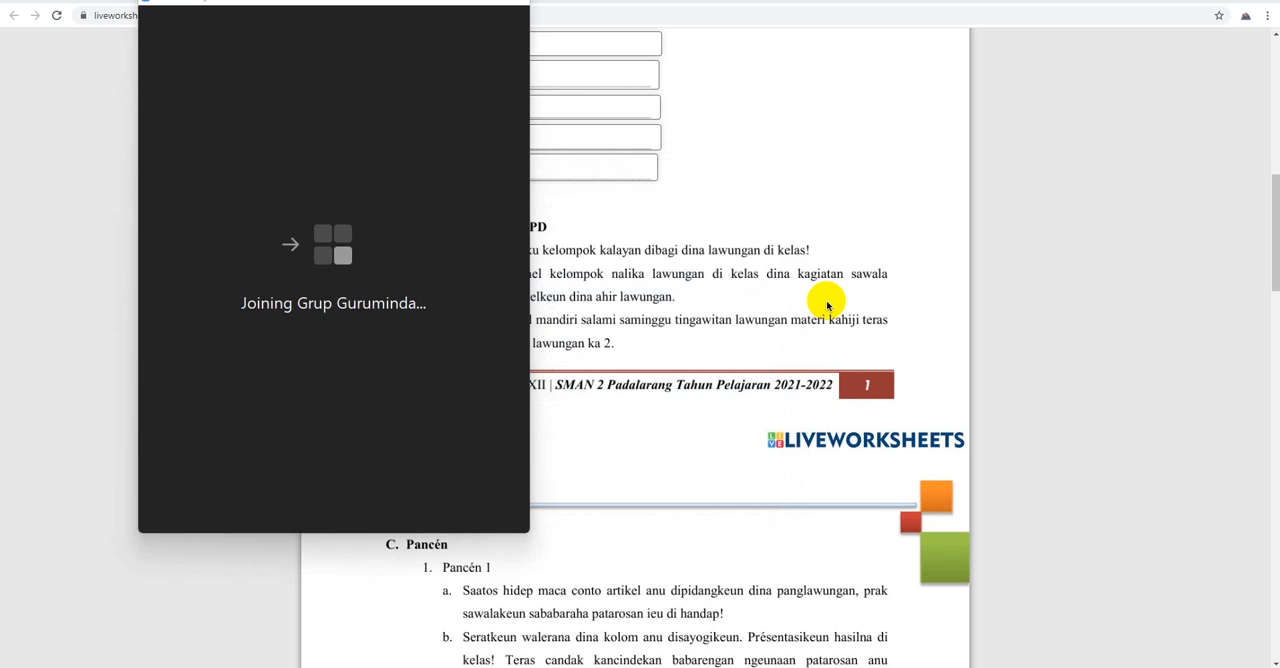 liveworksh
Joining Grup Guruminda...
PD
ku kelompok kalayan dibagi dina lawungan di kelas!
el kelompok nalika lawungan di kelas dina kagiatan sawala
elkeun dina ahir lawungan.
l mandiri salami saminggu tingawitan lawungan materi kahiji teras
lawungan ka 2.
XII | SMAN 2 Padalarang Tahun Pelajaran 2021-2022 1
LIVE LIVEWORKSHEETS
C. Pancén
1. Pancén 1
a. Saatos hidep maca conto artikel anu dipidangkeun dina panglawungan, prak
sawalakeun sababaraha patarosan ieu di handap!
b. Seratkeun walerana dina kolom anu disayogikeun. Présentasikeun hasilna di
kelas! Teras candak kancindekan babarengan ngeunaan patarosan anu